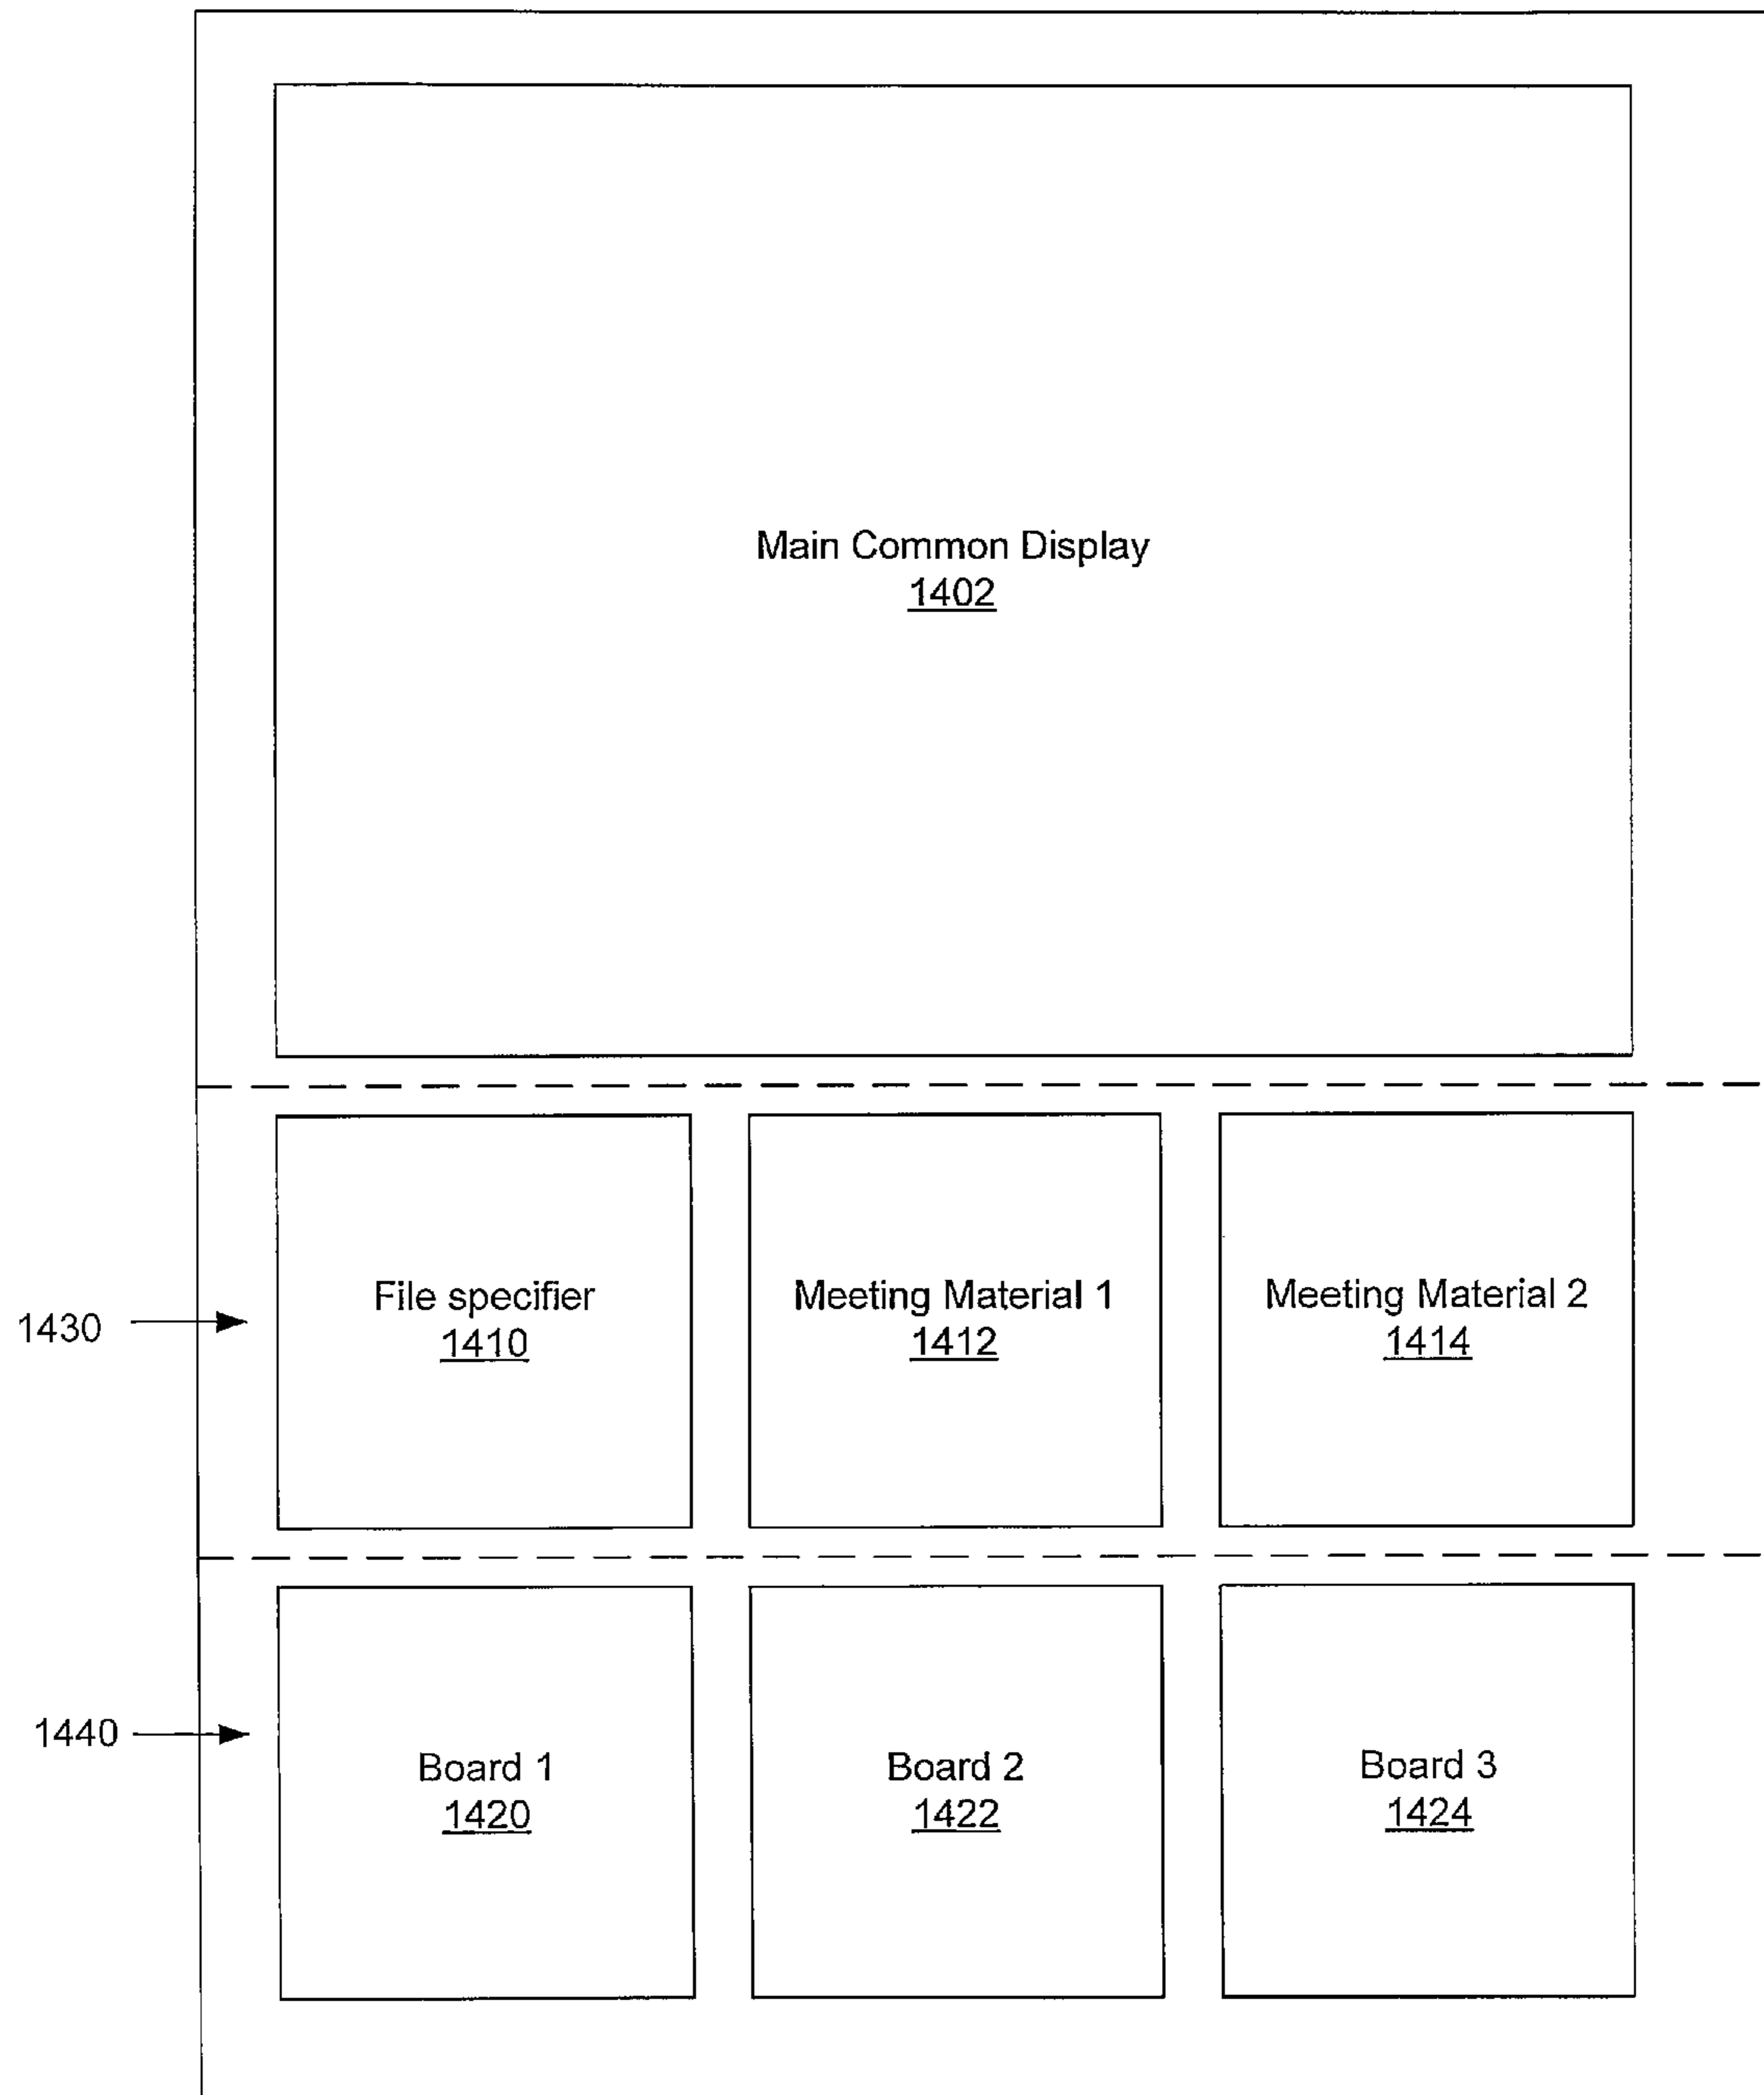 Main Common Display
1402
File specifier
1410
Meeting Material 1
1412
Meeting Material 2
1414
1430
Board 1
1420
Board 2
1422
Board 3
1424
1440